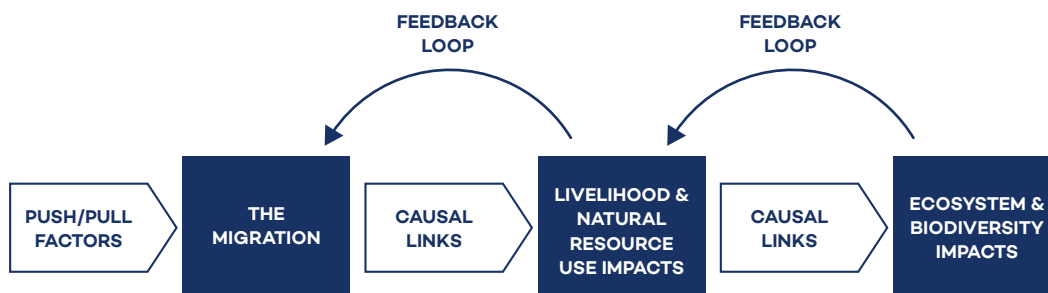 FEEDBACK
LOOP
FEEDBACK
LOOP
PUSH/PULL
FACTORS
THE
MIGRATION
CAUSAL
LINKS
LIVELIHOOD &
NATURAL
RESOURCE
USE IMPACTS
CAUSAL
LINKS
ECOSYSTEM &
BIODIVERSITY
IMPACTS